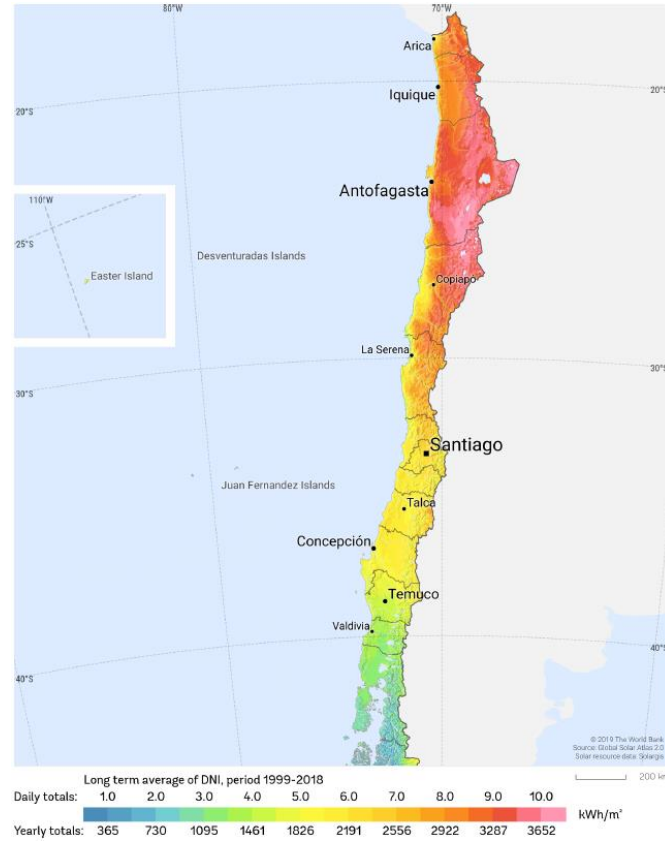 80°W
70°W
Arica
20°S
Iquique
20°S
Antofagasta
110°W
25°S
Desventuradas Islands
Easter Island
Copiapo
La Serena
30°S
30°S
Santiago
Juan Fernandez Islands
Talca
Concepción
Temuco
Valdivia
40°S
40°S
© 2019 The World Bank
Source: Global Solar Atlas 2.0
Solar resource data: Solargis
200 km
Long term average of DNI, period 1999-2018
Daily totals: 1.0 2.0 3.0 4.0 5.0 6.0 7.0 8.0 9.0 10.0
kWh/m²
Yearly totals: 365 730 1095 1461 1826 2191 2556 2922 3287 3652